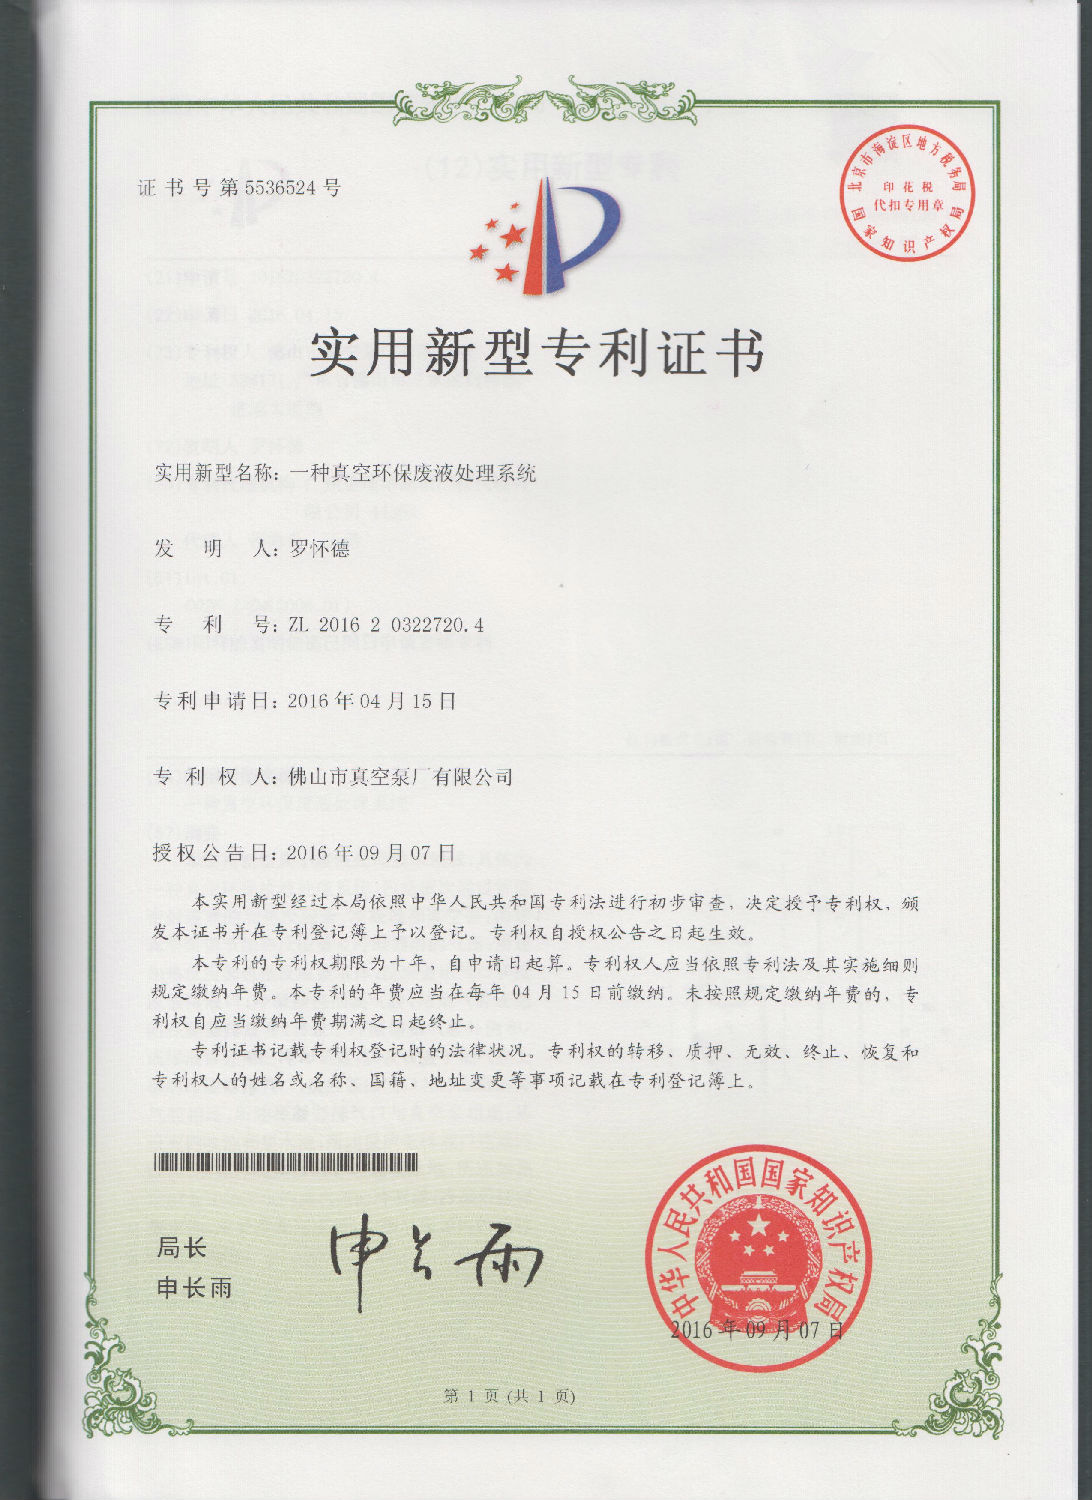 证书号第5536524号
北京市海淀区地方税务局
印花税
代扣专用章
国家知识产权局
实用新型专利证书
实用新型名称：一种真空环保废液处理系统
发明人：罗怀德
专利号：ZL 2016 2 0322720.4
专利申请日：2016年04月15日
专利权人：佛山市真空泵厂有限公司
授权公告日：2016年09月07日
本实用新型经过本局依照中华人民共和国专利法进行初步审查，决定授予专利权，颁
发本证书并在专利登记簿上予以登记。专利权自授权公告之日起生效。
本专利的专利权期限为十年，自申请日起算。专利权人应当依照专利法及其实施细则
规定缴纳年费。本专利的年费应当在每年04月15日前缴纳。未按照规定缴纳年费的，专
利权自应当缴纳年费期满之日起终止。
专利证书记载专利权登记时的法律状况。专利权的转移、质押、无效、终止、恢复和
专利权人的姓名或名称、国籍、地址变更等事项记载在专利登记簿上。
局长
申长雨
申长雨
中华人民共和国国家知识产权局
2016年09月07日
第 1 页 (共 1 页)